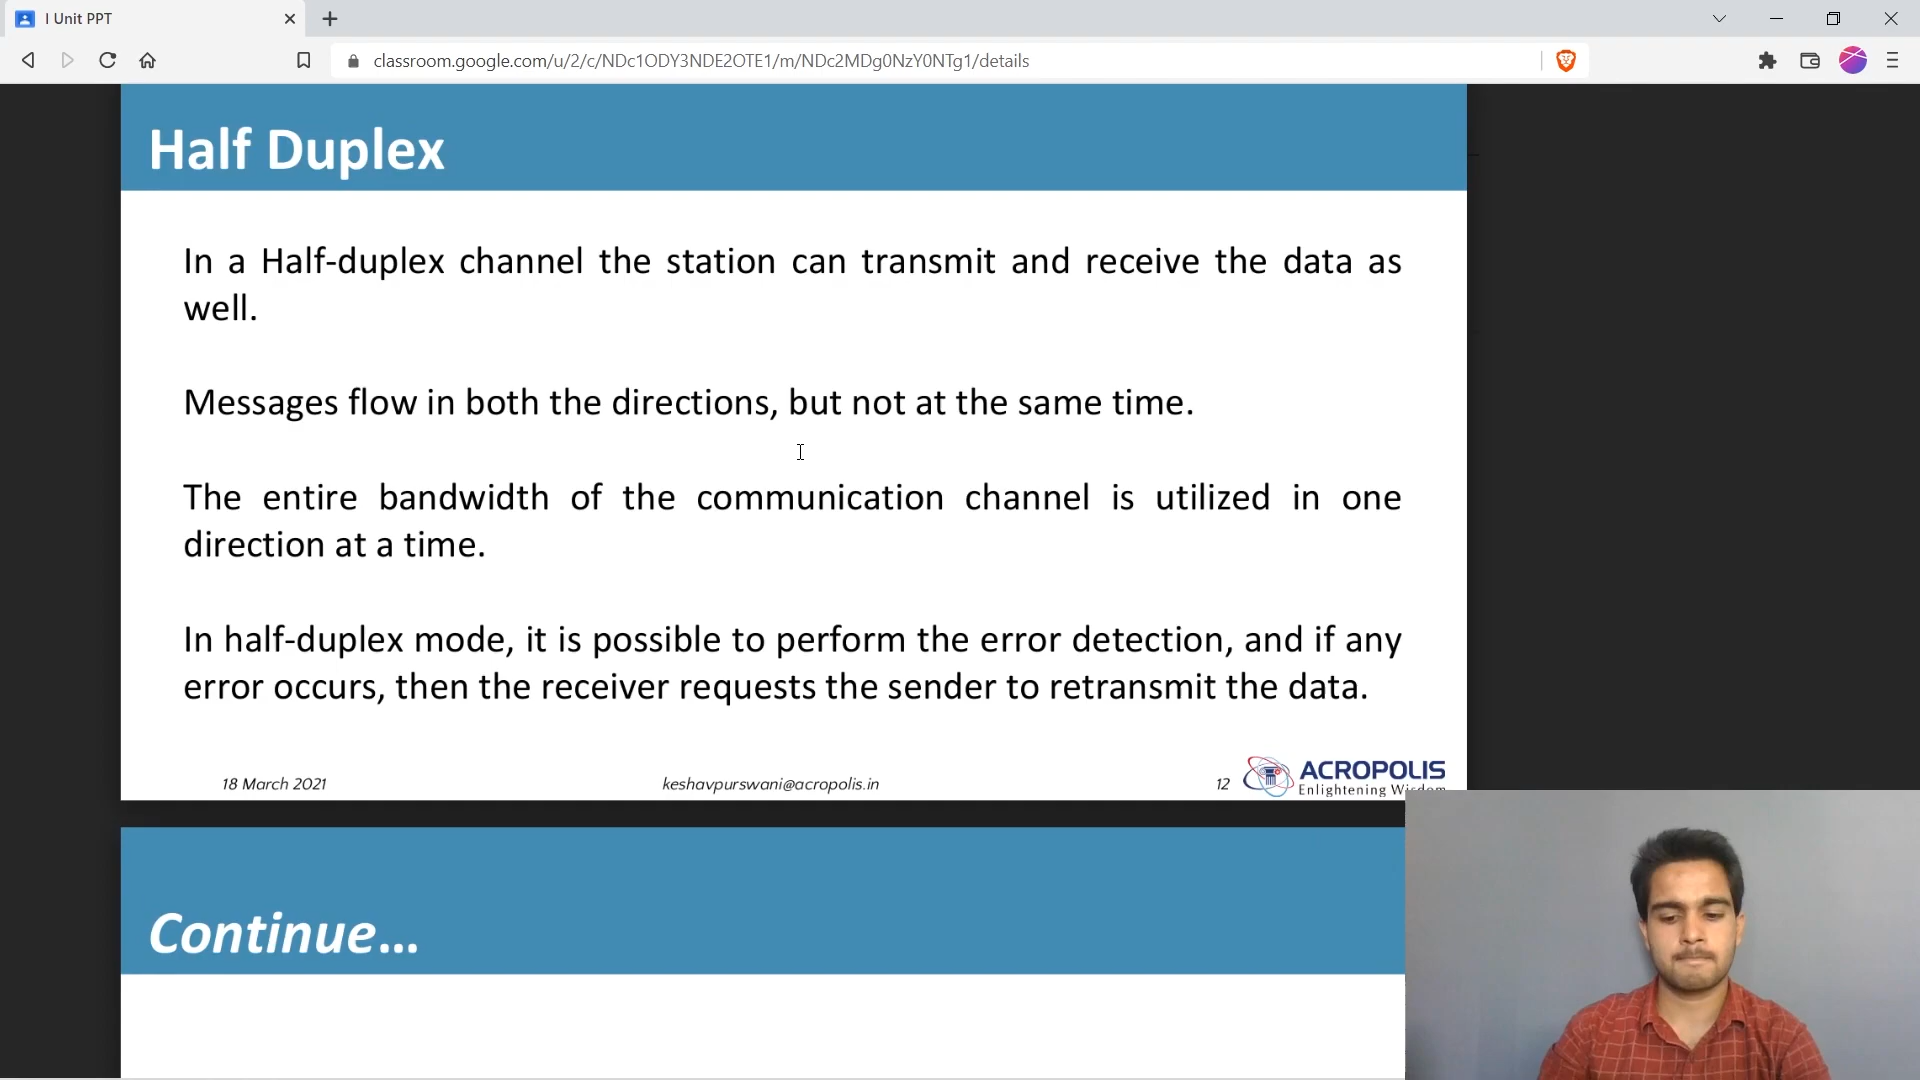 I Unit PPT
classroom.google.com/u/2/c/NDc1ODY3NDE2OTE1/m/NDc2MDg0NzY0NTg1/details
Half Duplex
In a Half-duplex channel the station can transmit and receive the data as
well.
Messages flow in both the directions, but not at the same time.
The entire bandwidth of the communication channel is utilized in one
direction at a time.
In half-duplex mode, it is possible to perform the error detection, and if any
error occurs, then the receiver requests the sender to retransmit the data.
18 March 2021
keshavpurswani@acropolis.in
12
ACROPOLIS
Enlightening Wisdom
Continue...